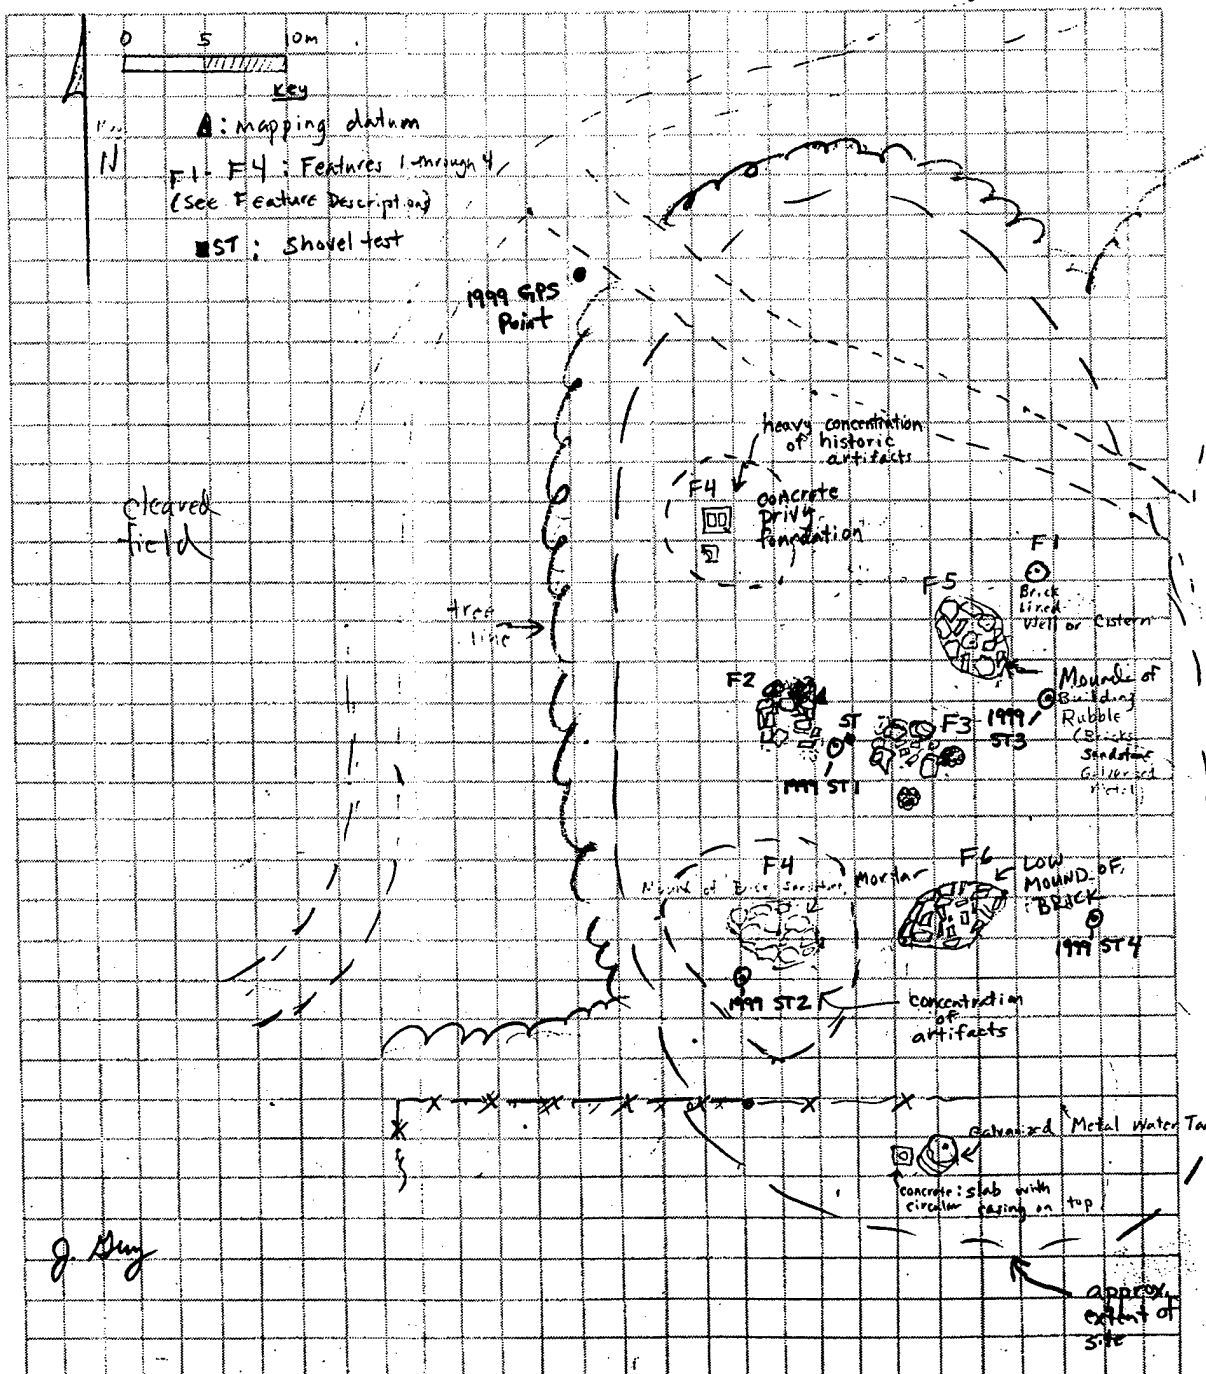 0 5 10m
Key
: mapping datum
N
F1- F4 : Features 1 through 4
(See Feature Descriptions)
ST : Shovel test
1999 GPS
Point
heavy concentration
of historic
artifacts
F4
concrete
privy
foundation
cleared
field
F1
Brick
lined
Well or Cistern
F5
tree
line
Mounds of
Building
Rubble
(Bricks
Sandstone
Galvanized
Metal)
F2
ST
F3
1999
ST3
1999 ST1
F4
Mound of
Mortar
F6
LOW
MOUND OF
BRICK
1999 ST4
1999 ST2
concentration
of
artifacts
Galvanized Metal Water
concrete: slab with
circular casing on top
J.
approx.
extent of
site